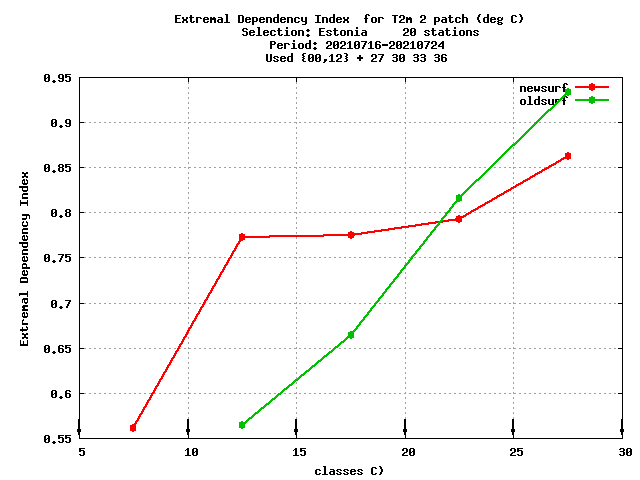 Extremal Dependency Index  for T2m 2 patch (deg C)
Selection: Estonia     20 stations
Period: 20210716-20210724
Used {00,12} + 27 30 33 36
newsurf
oldsurf
0.95
0.9
0.85
0.8
0.75
0.7
0.65
0.6
0.55
Extremal Dependency Index
5 10 15 20 25 30
classes C)